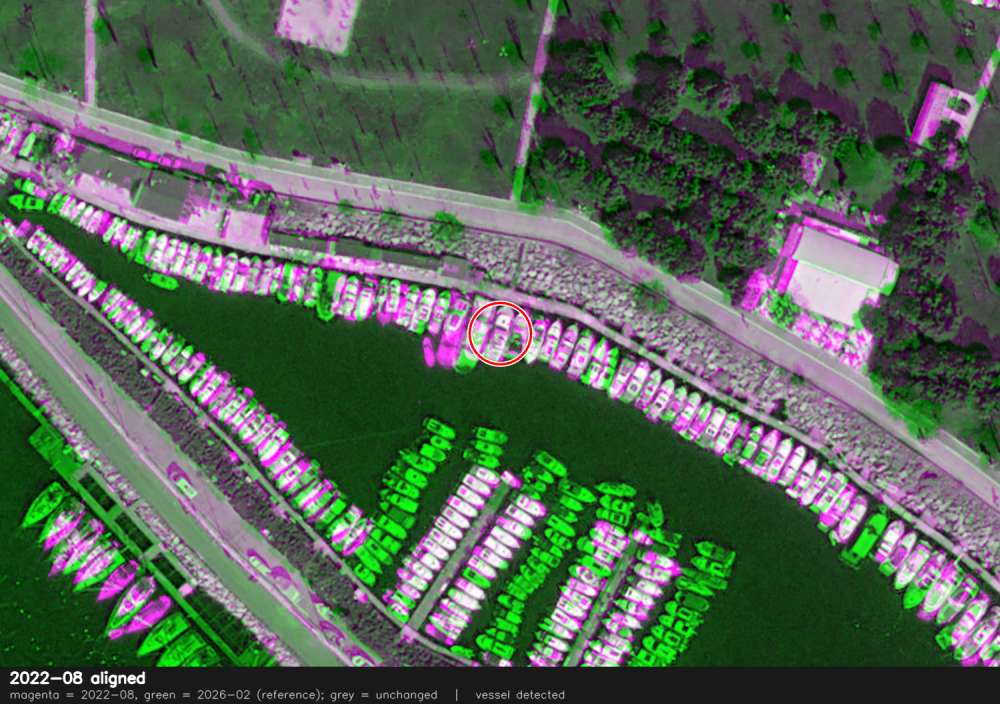 2022-08 aligned
magenta = 2022-08, green = 2026-02 (reference); grey = unchanged | vessel detected